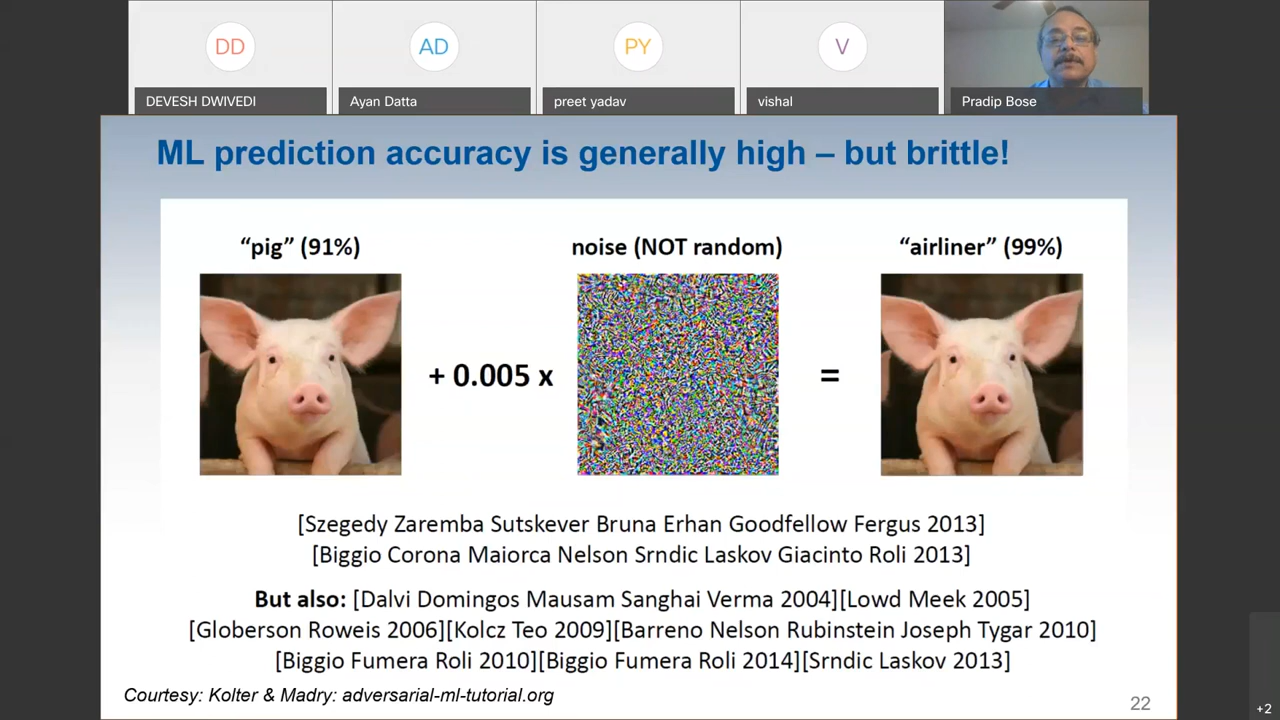 DD
AD
PY
V
DEVESH DWIVEDI
Ayan Datta
preet yadav
vishal
Pradip Bose
ML prediction accuracy is generally high – but brittle!
“pig” (91%)
noise (NOT random)
“airliner” (99%)
+ 0.005 x
=
[Szegedy Zaremba Sutskever Bruna Erhan Goodfellow Fergus 2013]
[Biggio Corona Maiorca Nelson Srndic Laskov Giacinto Roli 2013]
But also: [Dalvi Domingos Mausam Sanghai Verma 2004][Lowd Meek 2005]
[Globerson Roweis 2006][Kolcz Teo 2009][Barreno Nelson Rubinstein Joseph Tygar 2010]
[Biggio Fumera Roli 2010][Biggio Fumera Roli 2014][Srndic Laskov 2013]
Courtesy: Kolter & Madry: adversarial-ml-tutorial.org
22
+2